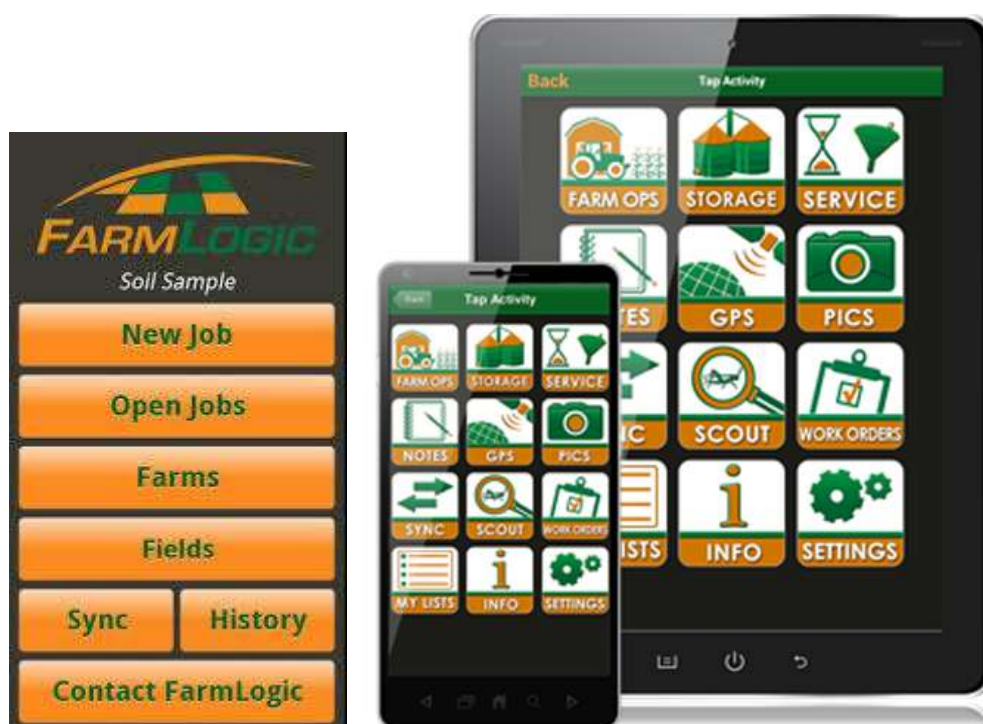 FARMLOGIC
Soil Sample
New Job
Open Jobs
Farms
Fields
Sync History
Contact FarmLogic
Back Tap Activity
FARM OPS STORAGE SERVICE
NOTES GPS PICS
SYNC SCOUT WORK ORDERS
MY LISTS INFO SETTINGS
Back Tap Activity
FARM OPS STORAGE SERVICE
TES GPS PICS
C SCOUT WORK ORDERS
ISTS INFO SETTINGS